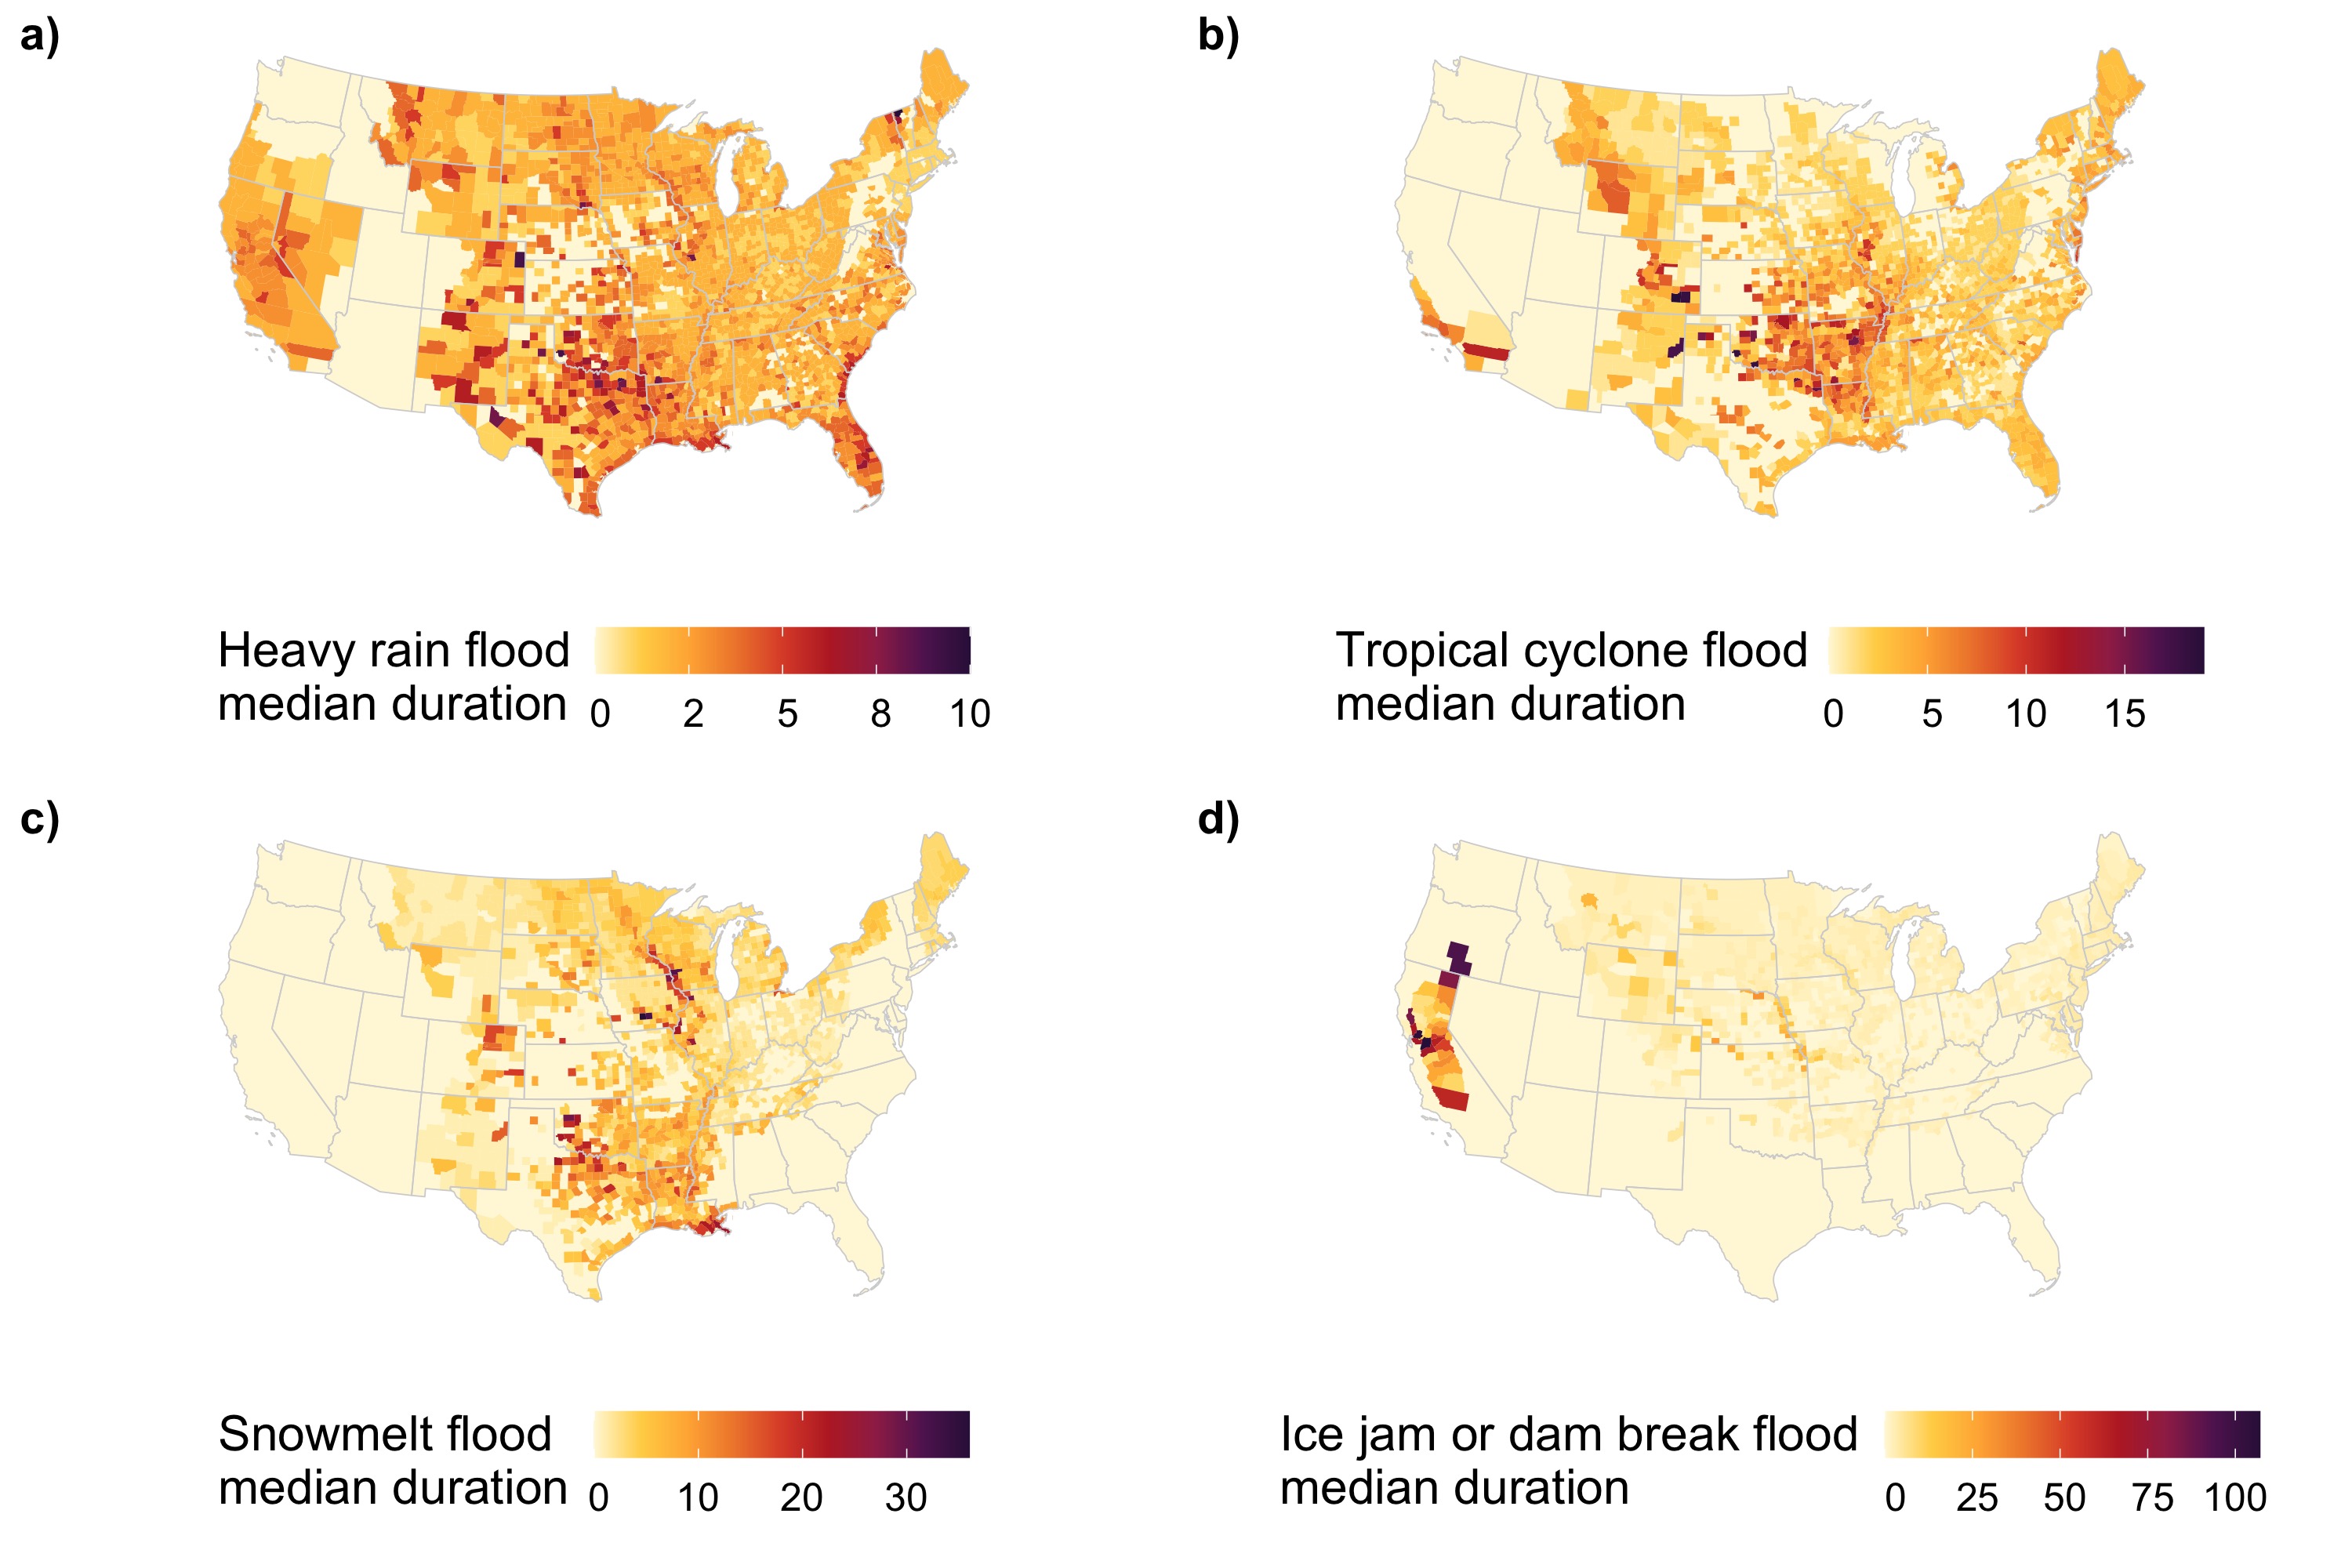 a)
b)
Heavy rain flood
median duration
0 2 5 8 10
Tropical cyclone flood
median duration
0 5 10 15
c)
d)
Snowmelt flood
median duration
0 10 20 30
Ice jam or dam break flood
median duration
0 25 50 75 100